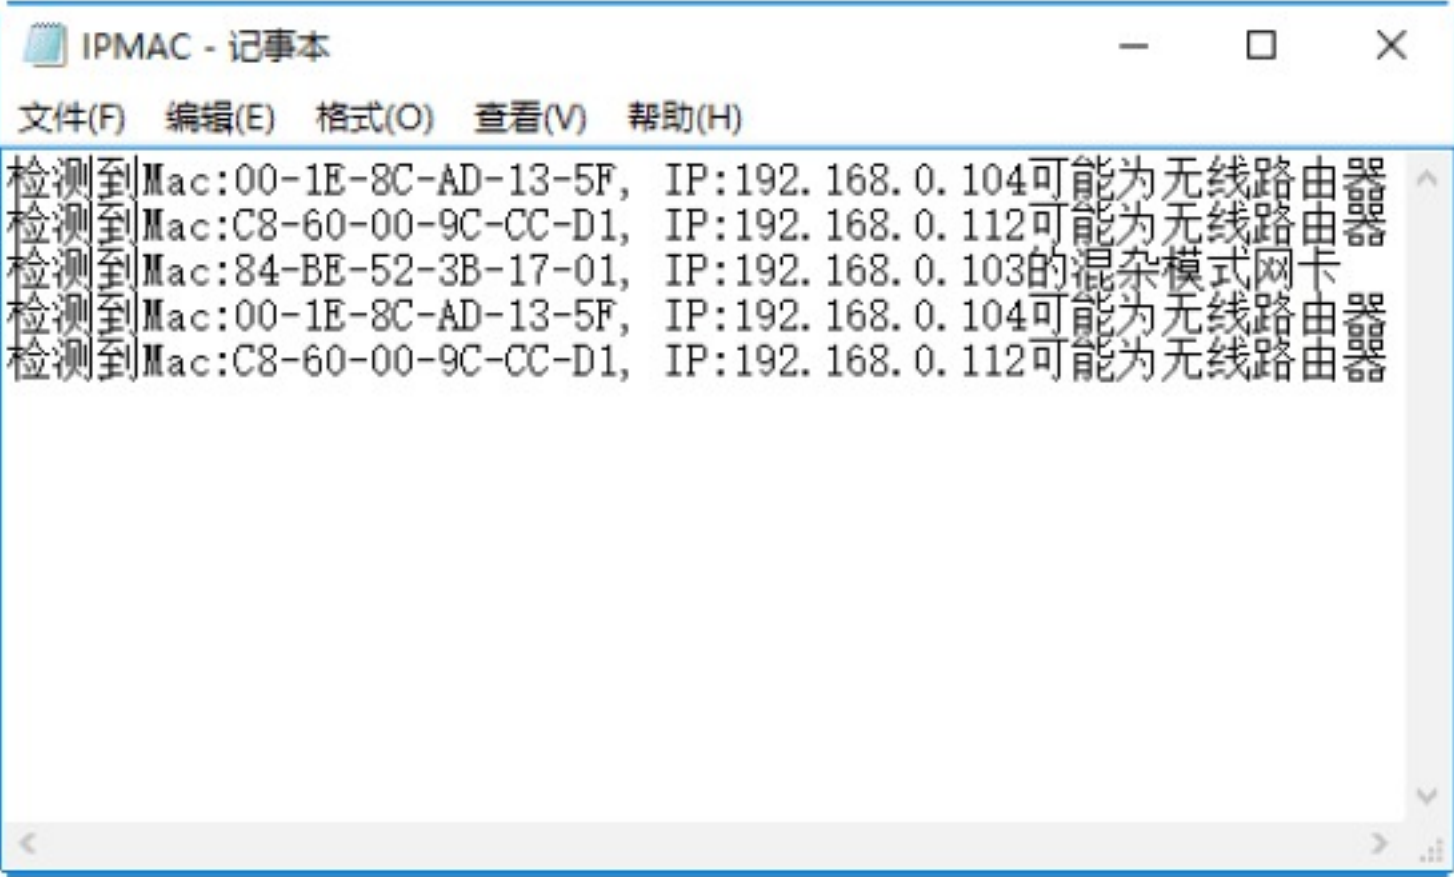 IPMAC - 记事本
文件(F) 编辑(E) 格式(O) 查看(V) 帮助(H)
检测到Mac:00-1E-8C-AD-13-5F, IP:192.168.0.104可能为无线路由器
检测到Mac:C8-60-00-9C-CC-D1, IP:192.168.0.112可能为无线路由器
检测到Mac:84-BE-52-3B-17-01, IP:192.168.0.103的混杂模式网卡
检测到Mac:00-1E-8C-AD-13-5F, IP:192.168.0.104可能为无线路由器
检测到Mac:C8-60-00-9C-CC-D1, IP:192.168.0.112可能为无线路由器